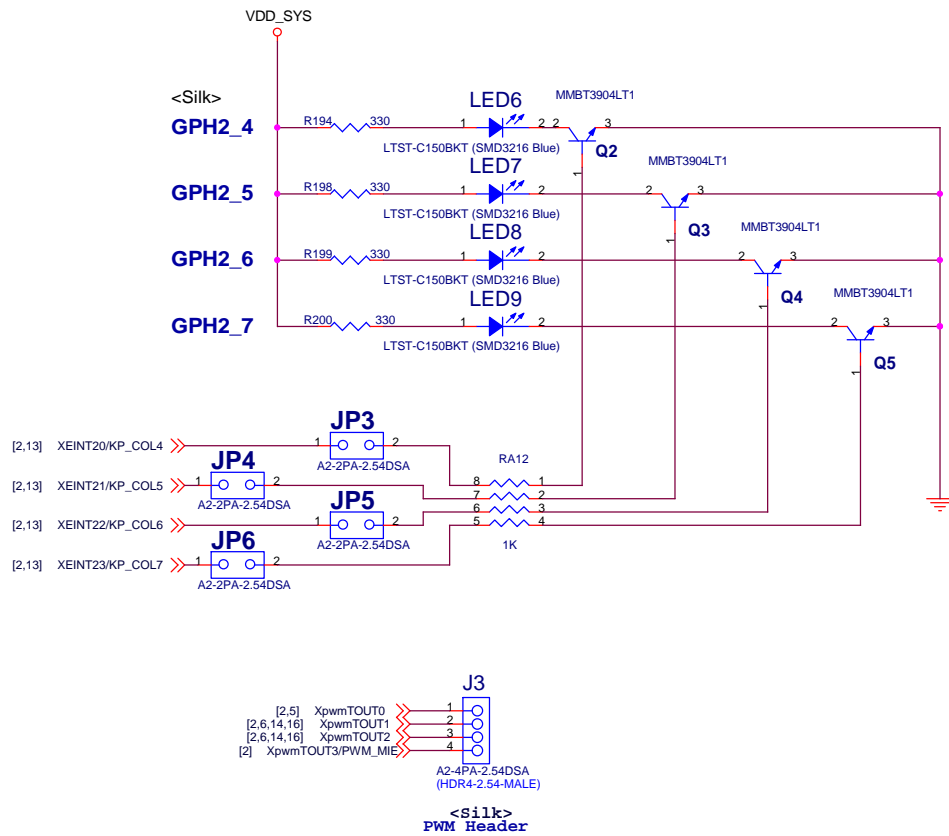 VDD_SYS
<Silk>
GPH2_4
R194 330
1
LED6
2 2
MMBT3904LT1
3
Q2
1
LTST-C150BKT (SMD3216 Blue)
GPH2_5
R198 330
1
LED7
2
2
MMBT3904LT1
3
Q3
1
LTST-C150BKT (SMD3216 Blue)
GPH2_6
R199 330
1
LED8
2
2
MMBT3904LT1
3
Q4
1
LTST-C150BKT (SMD3216 Blue)
GPH2_7
R200 330
1
LED9
2
2
MMBT3904LT1
3
Q5
1
LTST-C150BKT (SMD3216 Blue)
[2,13] XEINT20/KP_COL4
1 JP3 2
A2-2PA-2.54DSA
[2,13] XEINT21/KP_COL5
1 JP4 2
A2-2PA-2.54DSA
[2,13] XEINT22/KP_COL6
1 JP5 2
A2-2PA-2.54DSA
[2,13] XEINT23/KP_COL7
1 JP6 2
A2-2PA-2.54DSA
RA12
8 1
7 2
6 3
5 4
1K
J3
[2,5] XpwmTOUT0 1
[2,6,14,16] XpwmTOUT1 2
[2,6,14,16] XpwmTOUT2 3
[2] XpwmTOUT3/PWM_MIE 4
A2-4PA-2.54DSA
(HDR4-2.54-MALE)
<Silk>
PWM Header